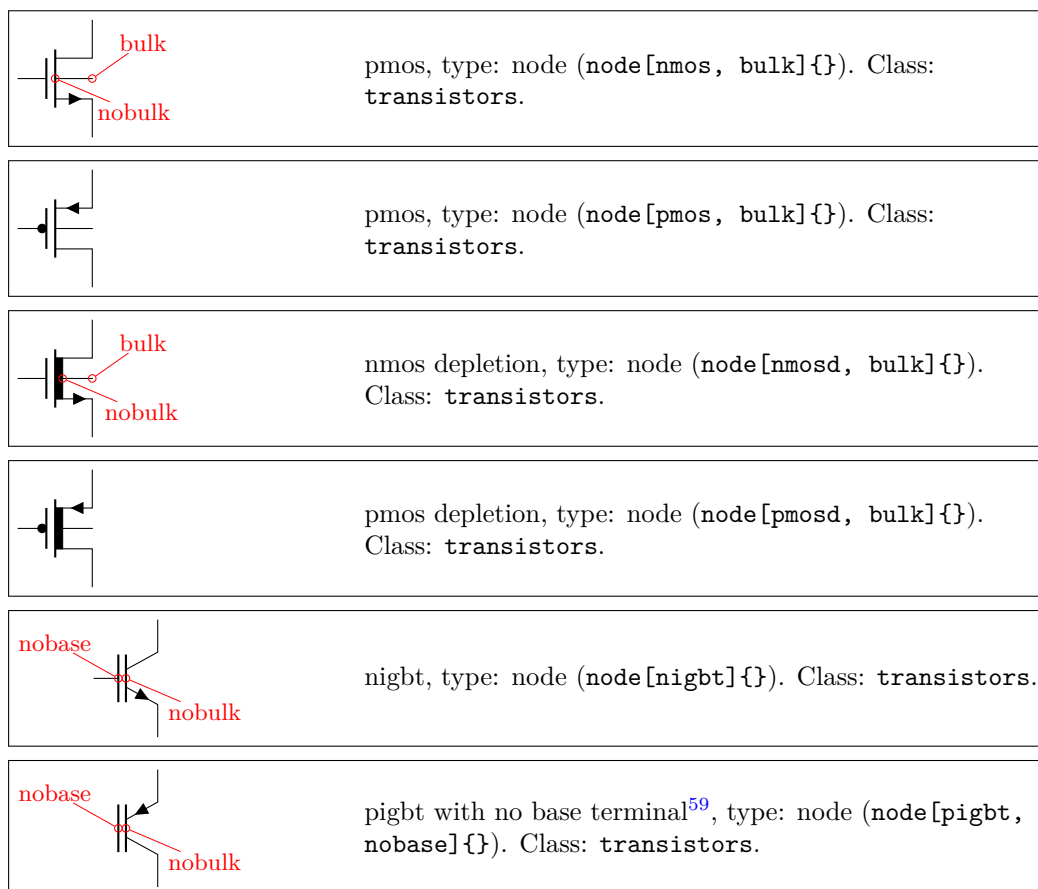 bulk
nobulk
pmos, type: node (node[nmos, bulk]{}). Class:
transistors.
pmos, type: node (node[pmos, bulk]{}). Class:
transistors.
bulk
nobulk
nmos depletion, type: node (node[nmosd, bulk]{}).
Class: transistors.
pmos depletion, type: node (node[pmosd, bulk]{}).
Class: transistors.
nobase
nobulk
nigbt, type: node (node[nigbt]{}). Class: transistors.
nobase
nobulk
pigbt with no base terminal59, type: node (node[pigbt,
nobase]{}). Class: transistors.